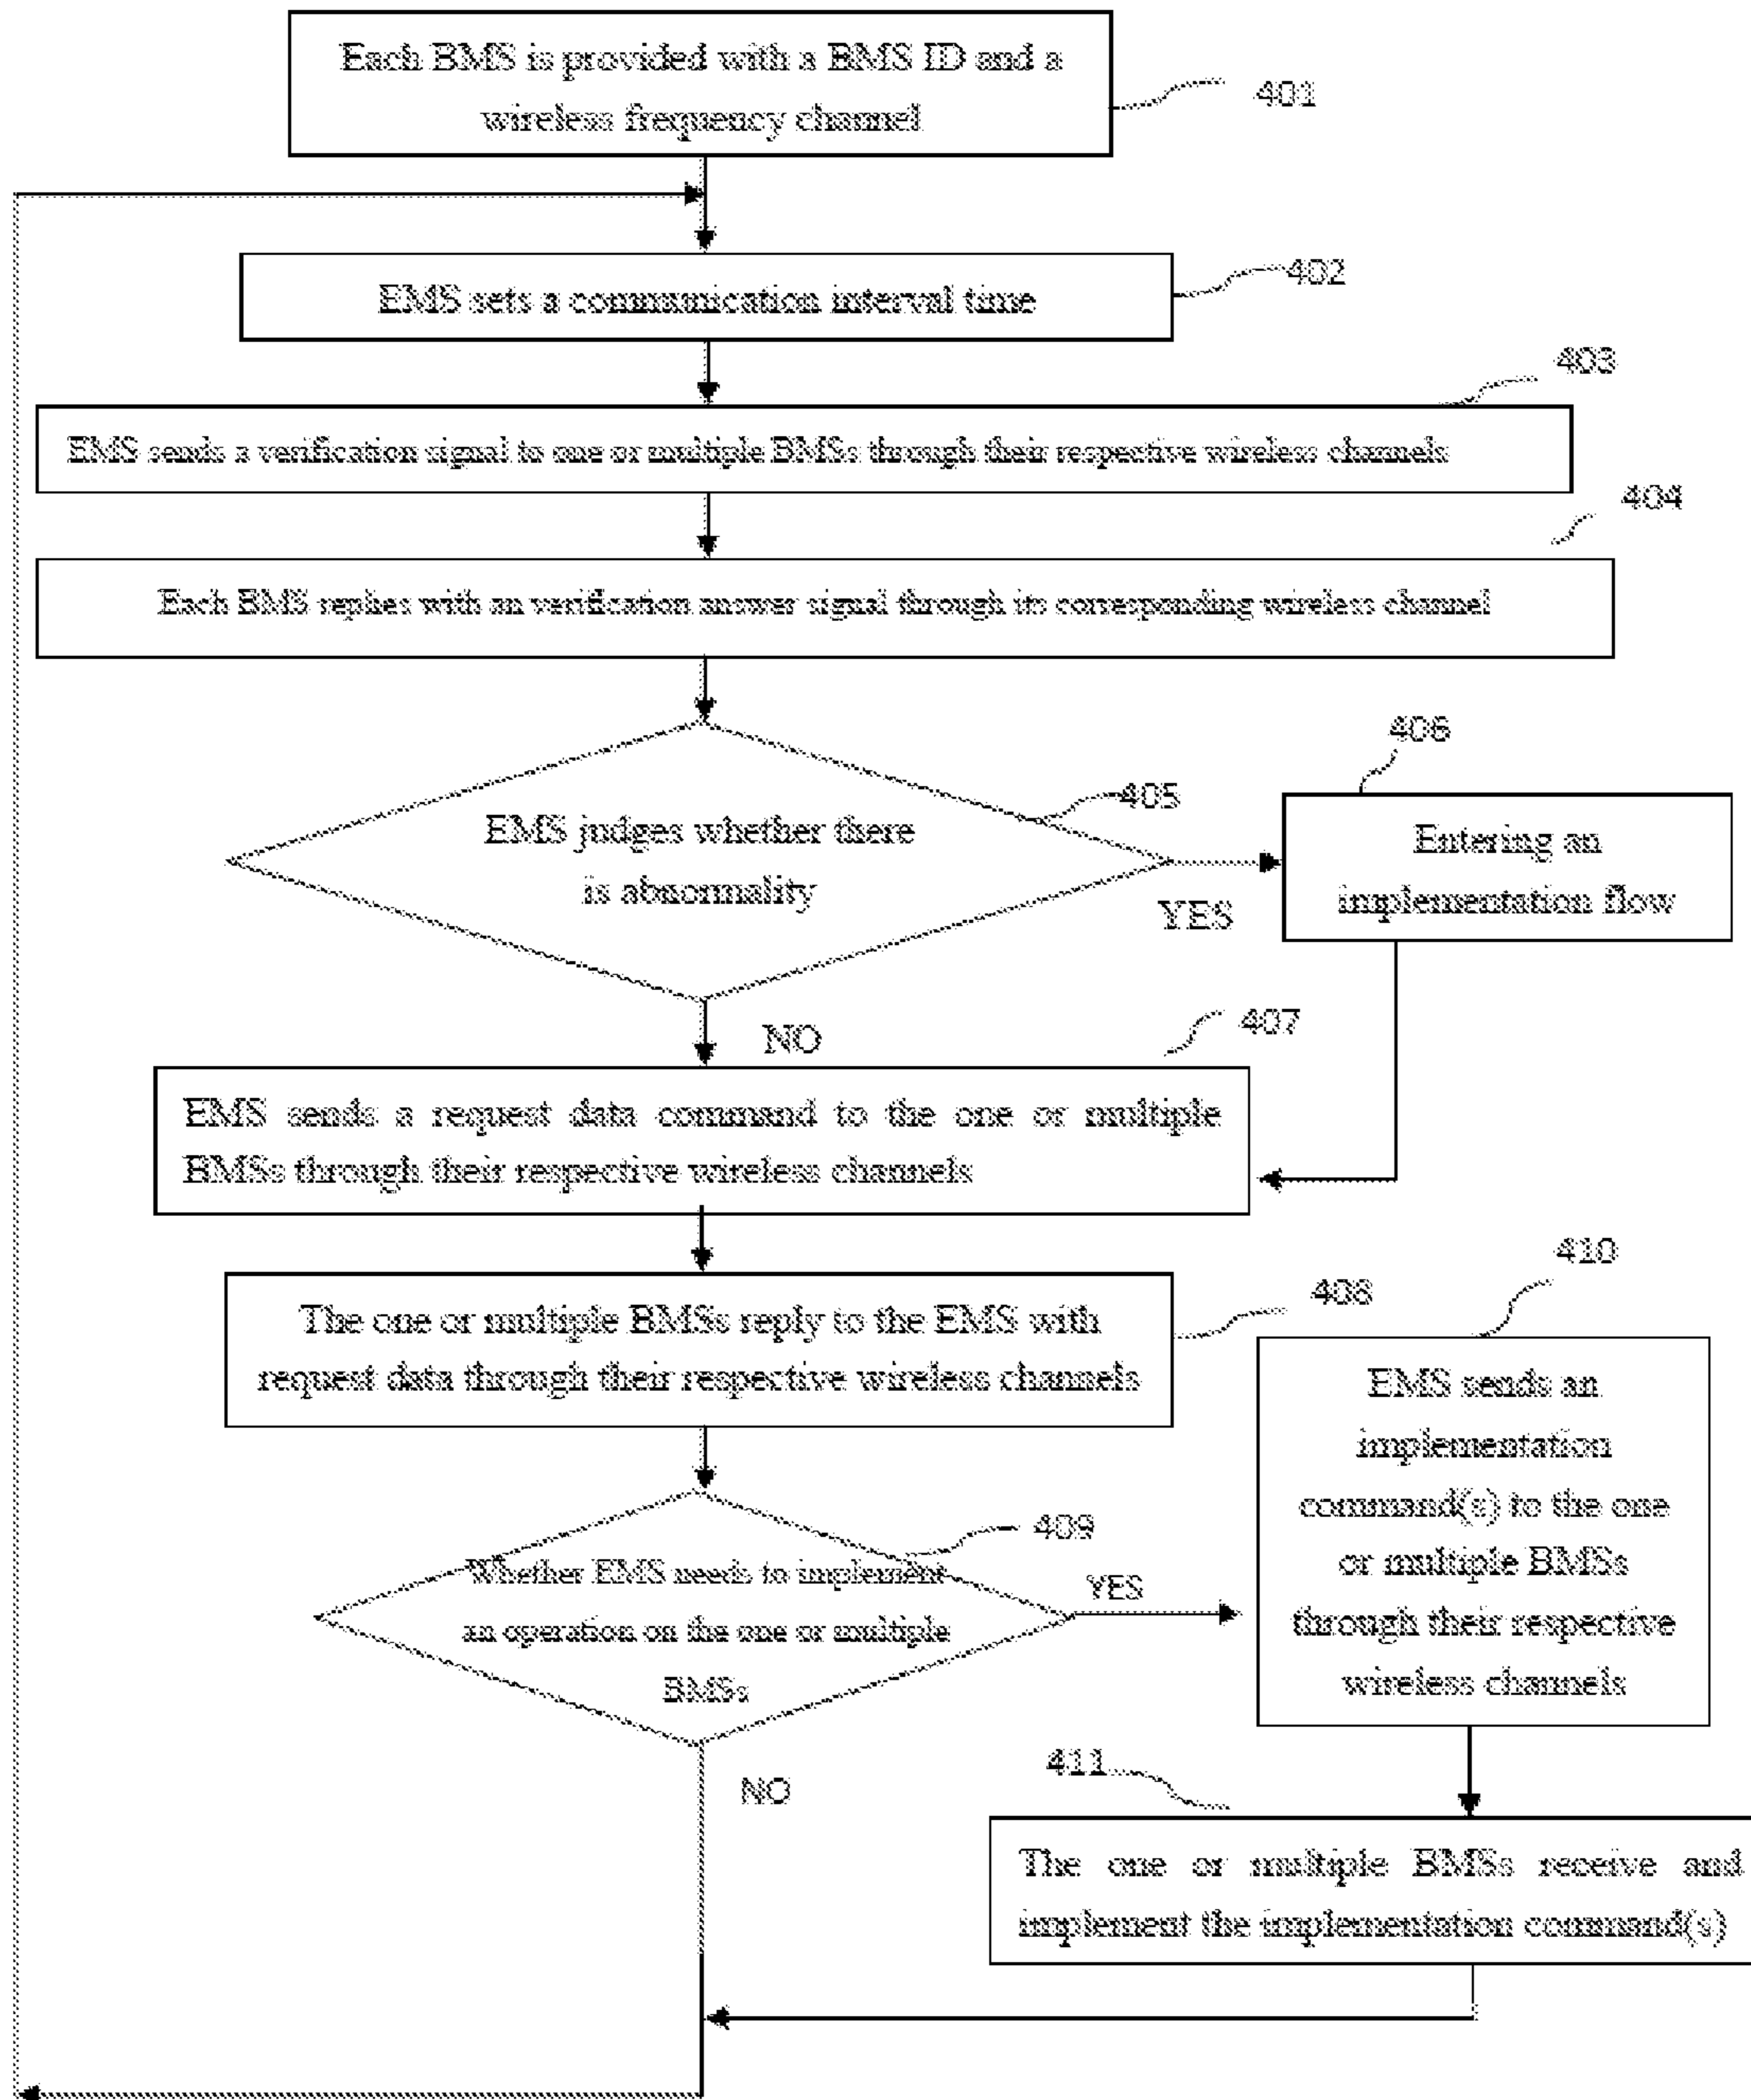 Each BMS is provided with a BMS ID and a
wireless frequency channel
401
EMS sets a communication interval time
402
403
EMS sends a verification signal to one or multiple BMSs through their respective wireless channels
404
Each BMS replies with an verification answer signal through its corresponding wireless channel
405
EMS judges whether there
is abnormality
YES
406
Entering an
implementation flow
NO
407
EMS sends a request data command to the one or multiple
BMSs through their respective wireless channels
408
The one or multiple BMSs reply to the EMS with
request data through their respective wireless channels
409
Whether EMS needs to implement
an operation on the one or multiple
BMSs
YES
410
EMS sends an
implementation
command(s) to the one
or multiple BMSs
through their respective
wireless channels
NO
411
The one or multiple BMSs receive and
implement the implementation command(s)